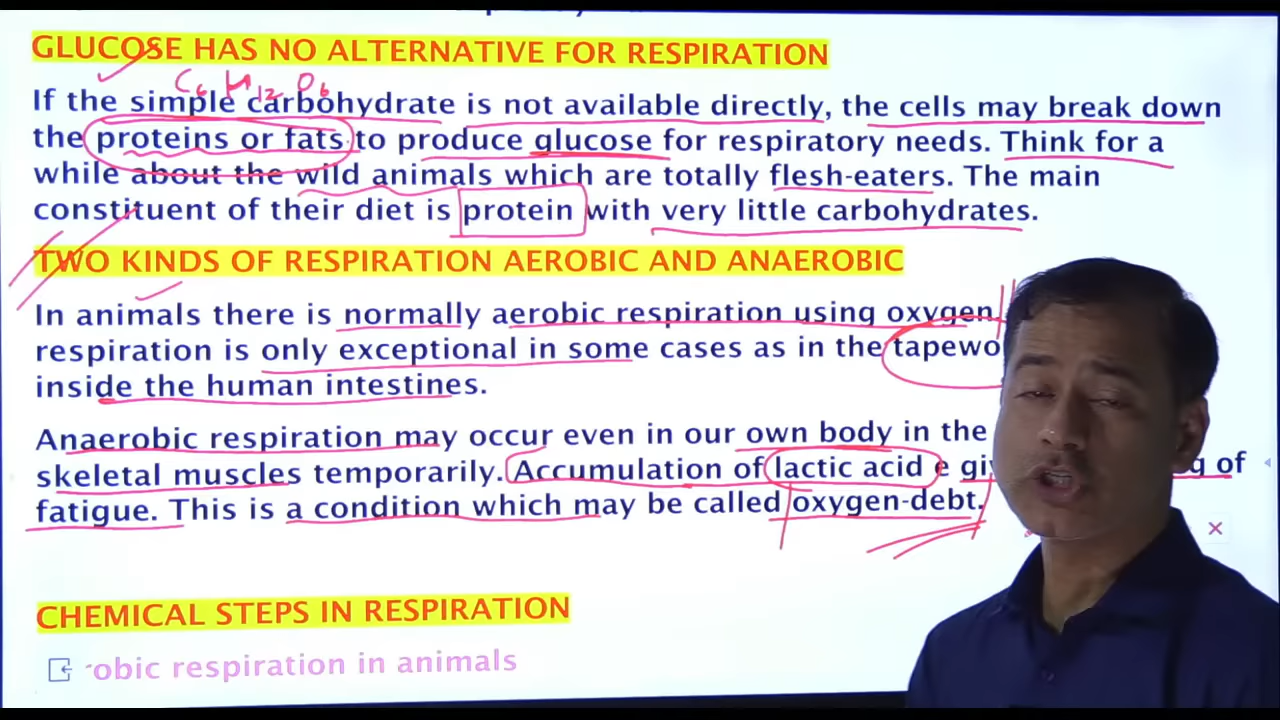 GLUCOSE HAS NO ALTERNATIVE FOR RESPIRATION
C6 H12 O6
If the simple carbohydrate is not available directly, the cells may break down
the proteins or fats to produce glucose for respiratory needs. Think for a
while about the wild animals which are totally flesh-eaters. The main
constituent of their diet is protein with very little carbohydrates.
TWO KINDS OF RESPIRATION AEROBIC AND ANAEROBIC
In animals there is normally aerobic respiration using oxygen
respiration is only exceptional in some cases as in the tapewo
inside the human intestines.
Anaerobic respiration may occur even in our own body in the
skeletal muscles temporarily. Accumulation of lactic acid e gi g of
fatigue. This is a condition which may be called oxygen-debt.
CHEMICAL STEPS IN RESPIRATION
obic respiration in animals